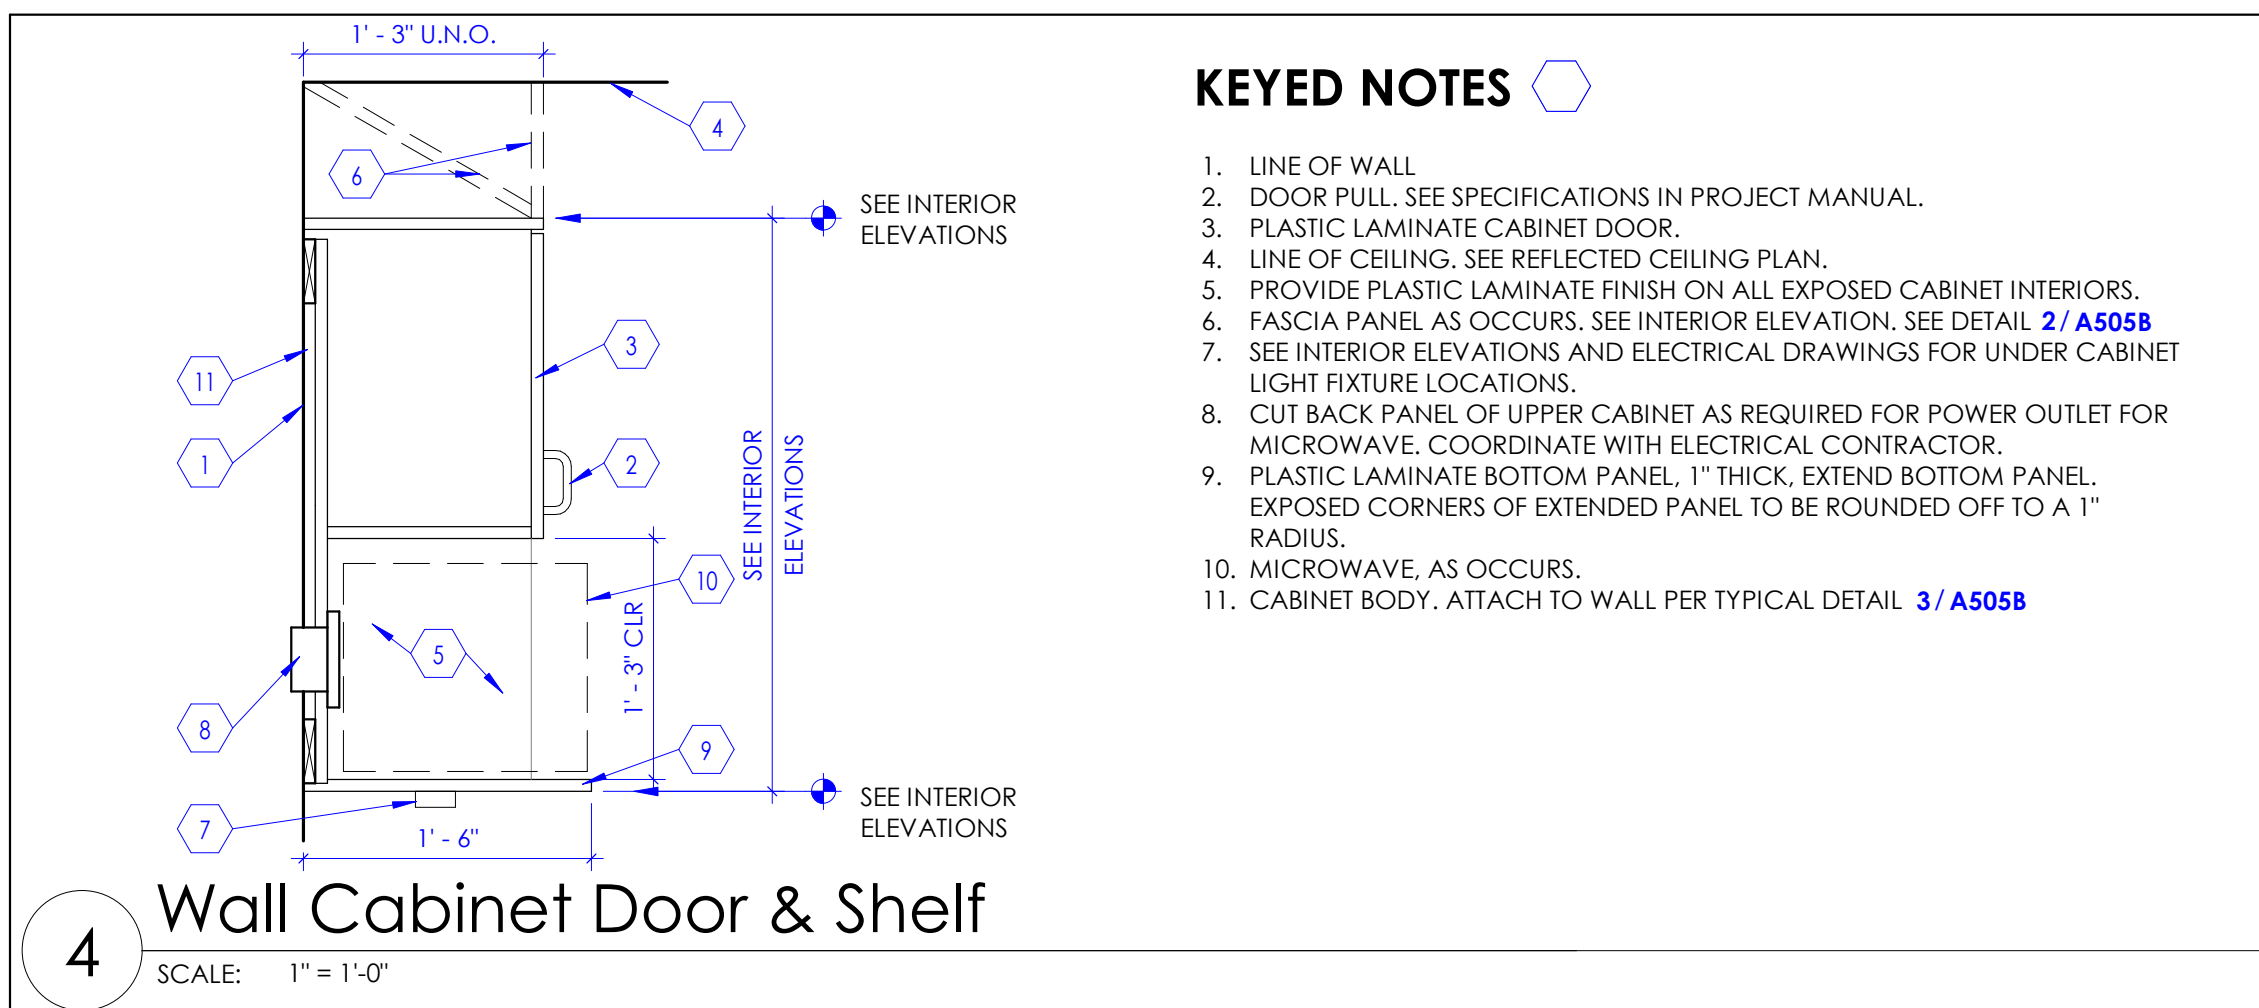 1' - 3" U.N.O.
4
6
SEE INTERIOR
ELEVATIONS
3
11
1
2
SEE INTERIOR
ELEVATIONS
10
1' - 3" CLR
5
8
9
7
1' - 6"
SEE INTERIOR
ELEVATIONS
KEYED NOTES
1. LINE OF WALL
2. DOOR PULL. SEE SPECIFICATIONS IN PROJECT MANUAL.
3. PLASTIC LAMINATE CABINET DOOR.
4. LINE OF CEILING. SEE REFLECTED CEILING PLAN.
5. PROVIDE PLASTIC LAMINATE FINISH ON ALL EXPOSED CABINET INTERIORS.
6. FASCIA PANEL AS OCCURS. SEE INTERIOR ELEVATION. SEE DETAIL 2/A505B
7. SEE INTERIOR ELEVATIONS AND ELECTRICAL DRAWINGS FOR UNDER CABINET
LIGHT FIXTURE LOCATIONS.
8. CUT BACK PANEL OF UPPER CABINET AS REQUIRED FOR POWER OUTLET FOR
MICROWAVE. COORDINATE WITH ELECTRICAL CONTRACTOR.
9. PLASTIC LAMINATE BOTTOM PANEL, 1" THICK, EXTEND BOTTOM PANEL.
EXPOSED CORNERS OF EXTENDED PANEL TO BE ROUNDED OFF TO A 1"
RADIUS.
10. MICROWAVE, AS OCCURS.
11. CABINET BODY. ATTACH TO WALL PER TYPICAL DETAIL 3/A505B
4
Wall Cabinet Door & Shelf
SCALE: 1" = 1'-0"